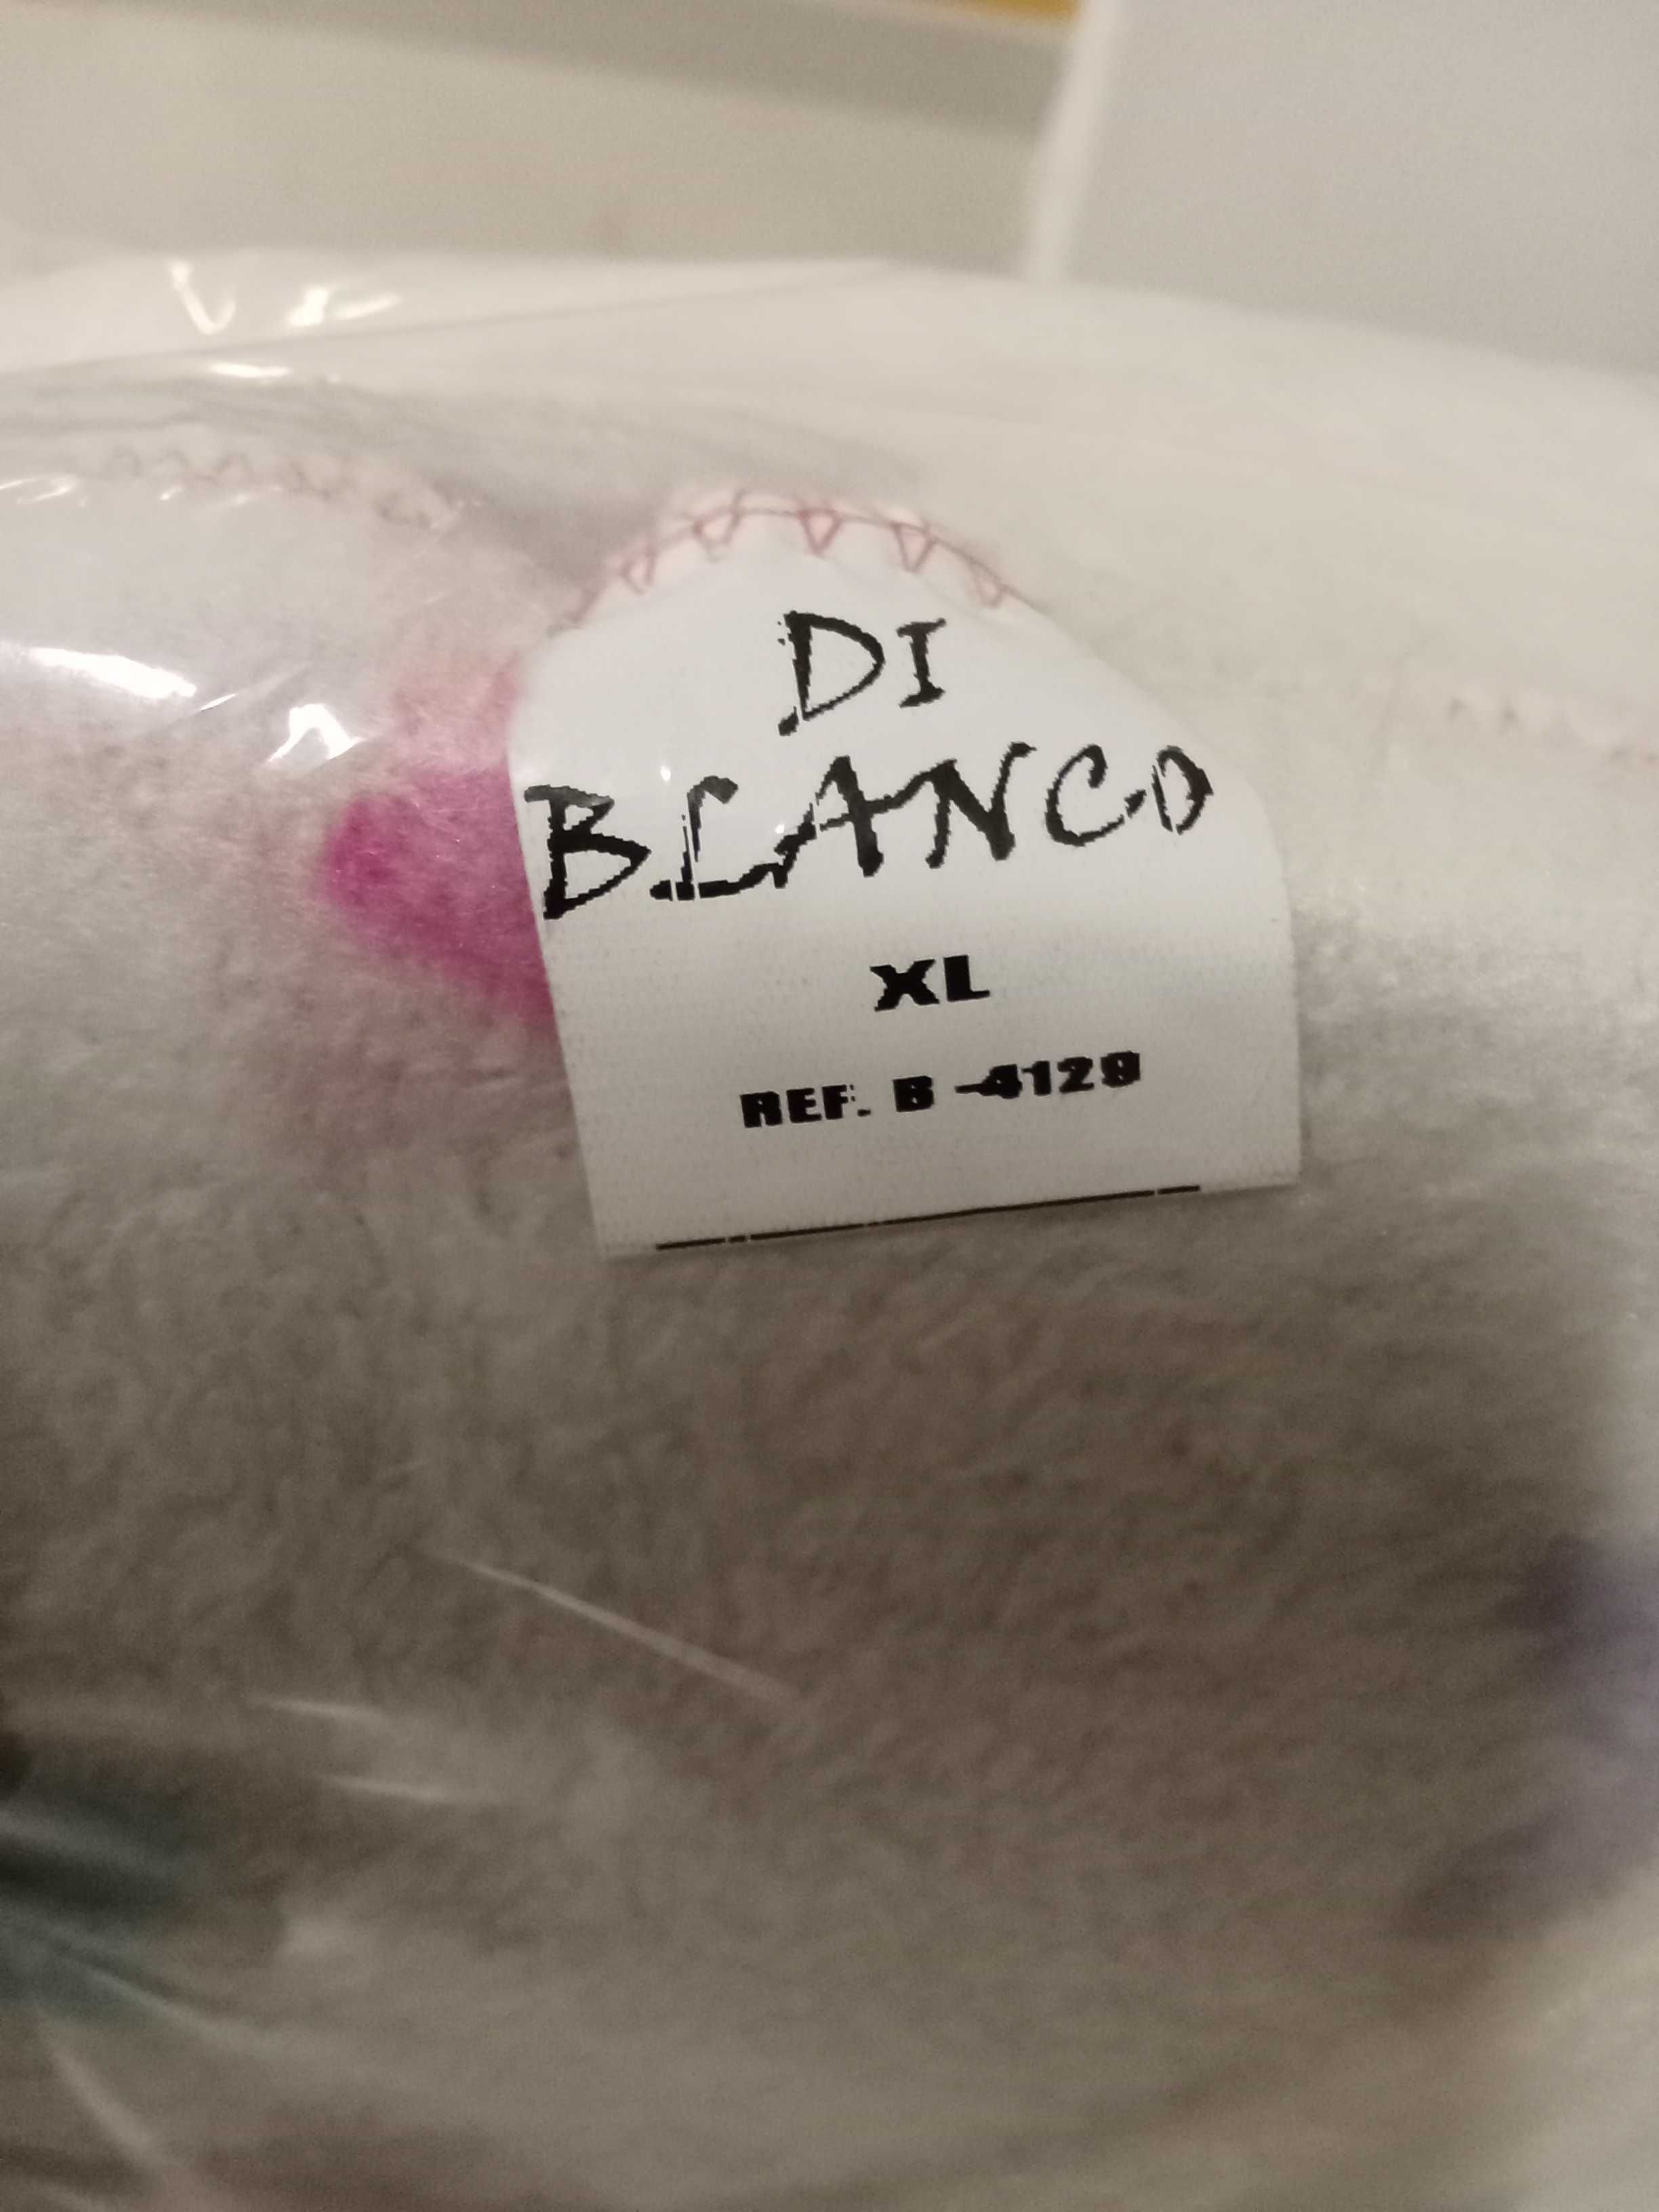 DI
BLANCO
XL
REF. B -4129